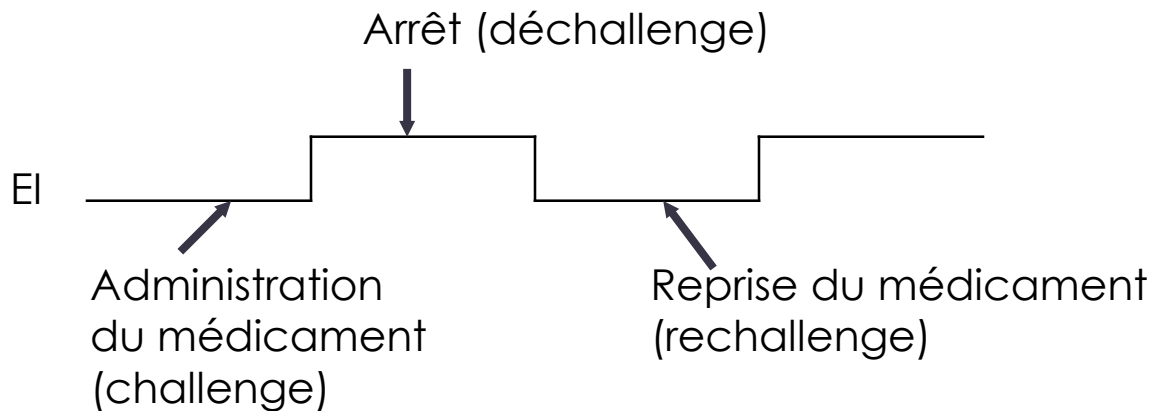 Arrêt (déchallenge)
EI
Administration
du médicament
(challenge)
Reprise du médicament
(rechallenge)